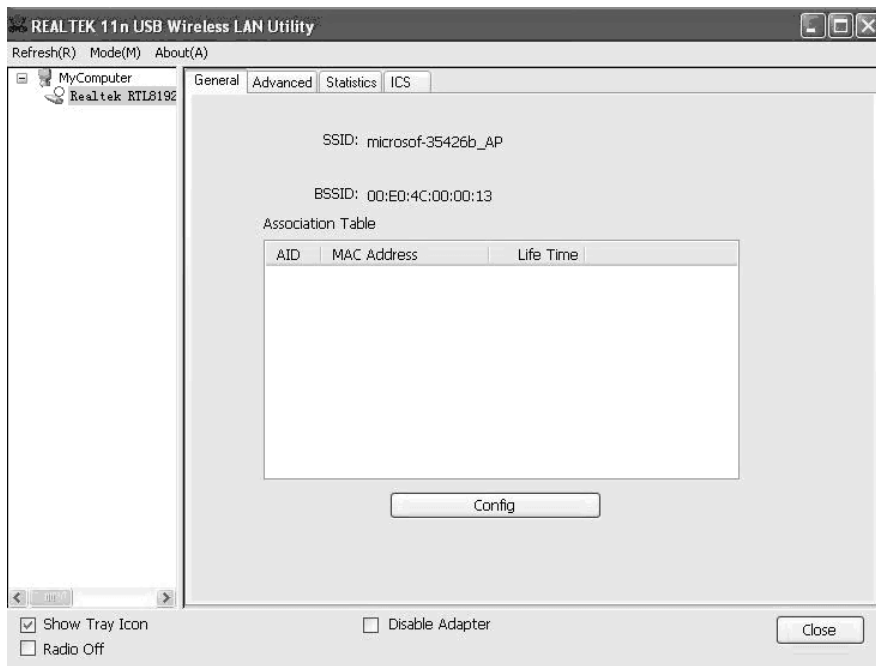 REALTEK 11n USB Wireless LAN Utility
Refresh(R) Mode(M) About(A)
MyComputer
Realtek RTL8192
General Advanced Statistics ICS
SSID: microsof-35426b_AP
BSSID: 00:E0:4C:00:00:13
Association Table
AID MAC Address Life Time
Config
Show Tray Icon
Radio Off
Disable Adapter
Close